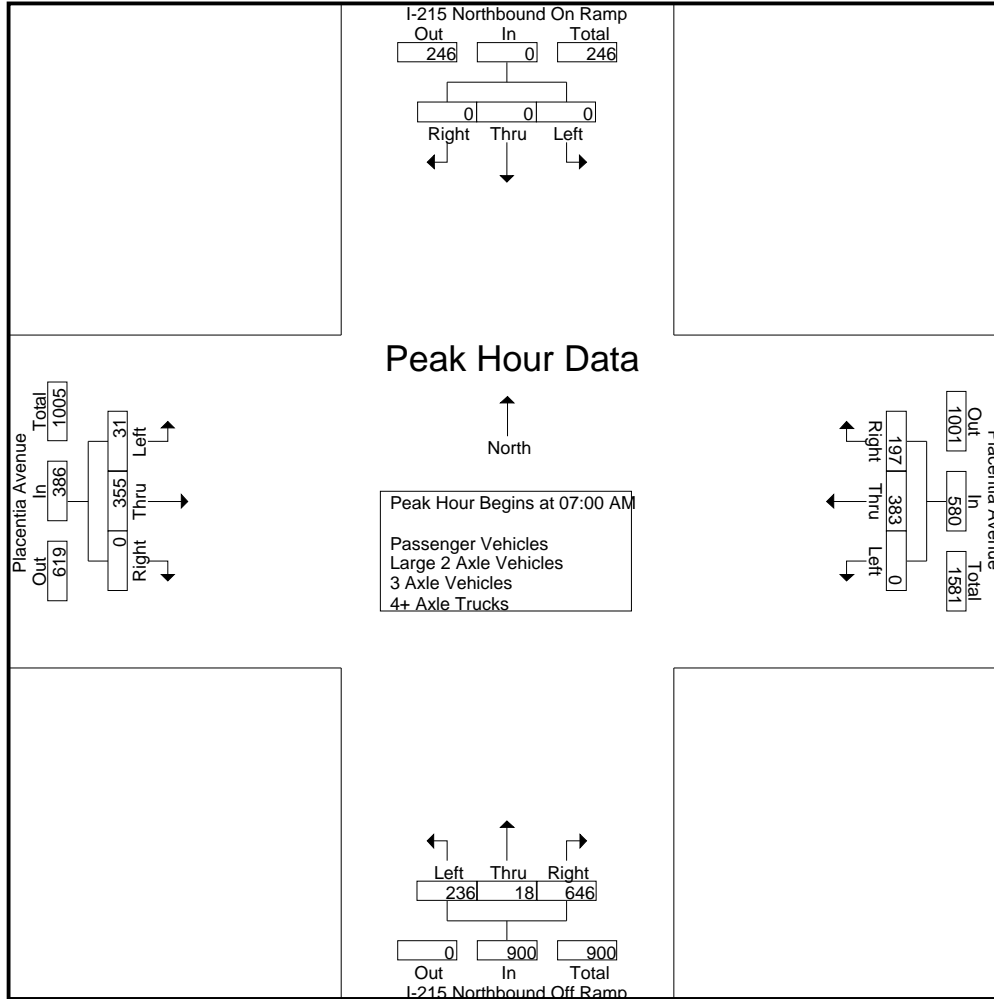 I-215 Northbound On Ramp
Out In Total
246 0 246
0 0 0
Right Thru Left
Peak Hour Data
North
Peak Hour Begins at 07:00 AM
Passenger Vehicles
Large 2 Axle Vehicles
3 Axle Vehicles
4+ Axle Trucks
Placentia Avenue
Out In Total
619 386 1005
Left Thru Right
31 355 0
Placentia Avenue
Out In Total
1001 580 1581
Right Thru Left
197 383 0
Left Thru Right
236 18 646
0 900 900
Out In Total
I-215 Northbound Off Ramp